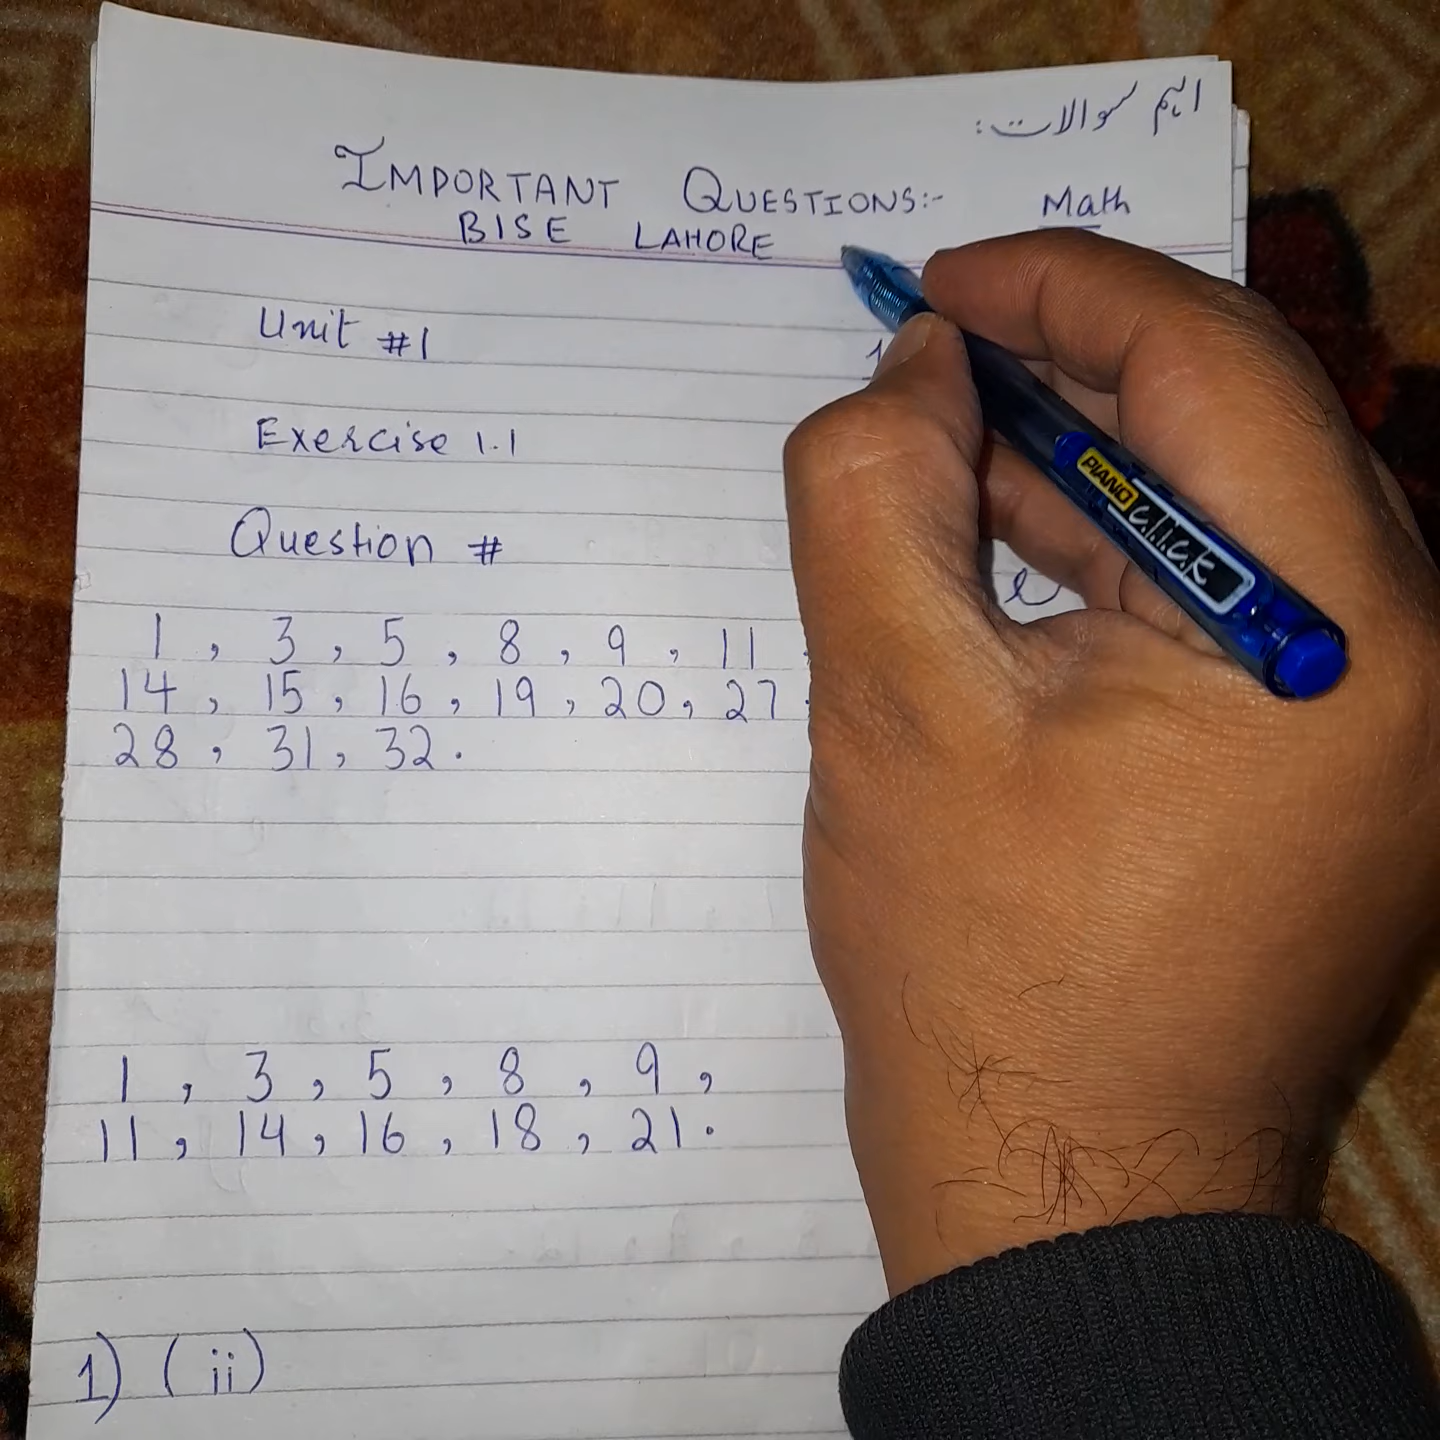 اہم سوالات:
IMPORTANT QUESTIONS:-
Math
BISE LAHORE
Unit #1
1
Exercise 1.1
Question #
1, 3, 5, 8, 9, 11,
14, 15, 16, 19, 20, 27,
28, 31, 32.
1, 3, 5, 8, 9,
11, 14, 16, 18, 21.
1) (ii)
PIANO
c.l.i.c.k